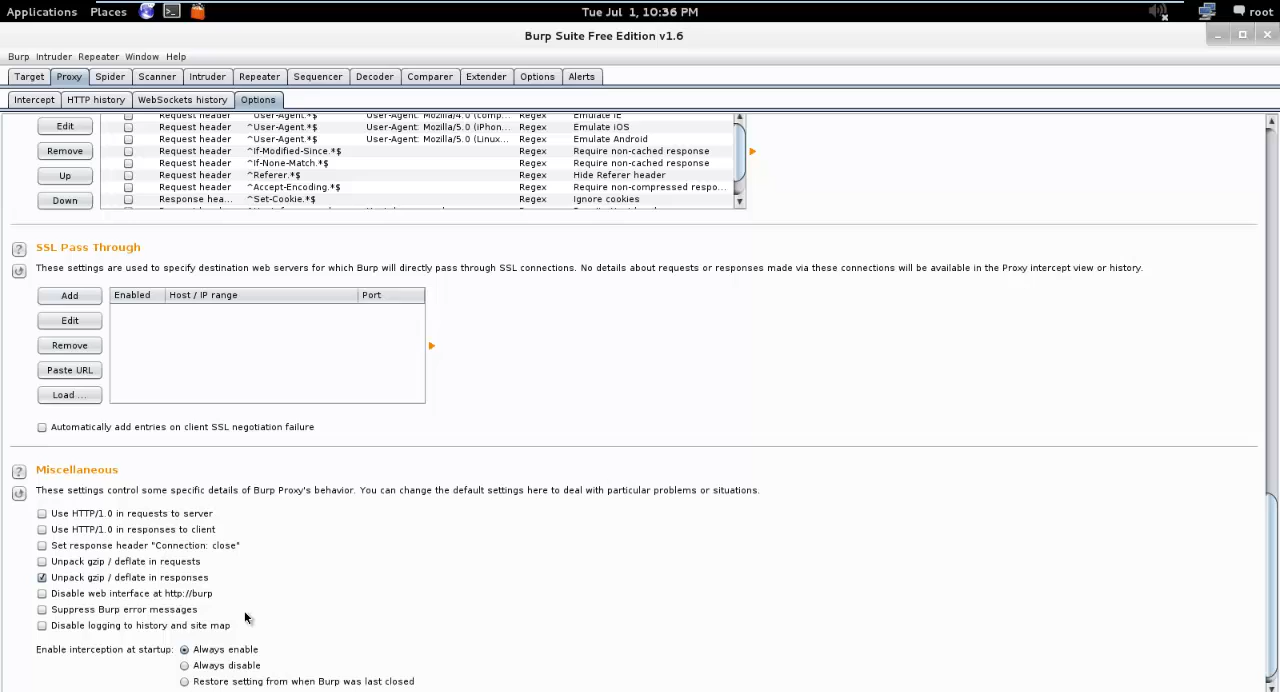 Applications Places Tue Jul 1, 10:36 PM root
Burp Suite Free Edition v1.6
Burp Intruder Repeater Window Help
Target Proxy Spider Scanner Intruder Repeater Sequencer Decoder Comparer Extender Options Alerts
Intercept HTTP history WebSockets history Options
Request header ^User-Agent.*$ User-Agent: Mozilla/4.0 (comp... Regex Emulate IE
Edit Request header ^User-Agent.*$ User-Agent: Mozilla/5.0 (iPhon... Regex Emulate iOS
Request header ^User-Agent.*$ User-Agent: Mozilla/5.0 (Linux... Regex Emulate Android
Remove Request header ^If-Modified-Since.*$ Regex Require non-cached response
Request header ^If-None-Match.*$ Regex Require non-cached response
Up Request header ^Referer.*$ Regex Hide Referer header
Request header ^Accept-Encoding.*$ Regex Require non-compressed respo...
Down Response hea... ^Set-Cookie.*$ Regex Ignore cookies
? SSL Pass Through
These settings are used to specify destination web servers for which Burp will directly pass through SSL connections. No details about requests or responses made via these connections will be available in the Proxy intercept view or history.
Add Enabled Host / IP range Port
Edit
Remove
Paste URL
Load ...
Automatically add entries on client SSL negotiation failure
? Miscellaneous
These settings control some specific details of Burp Proxy's behavior. You can change the default settings here to deal with particular problems or situations.
Use HTTP/1.0 in requests to server
Use HTTP/1.0 in responses to client
Set response header "Connection: close"
Unpack gzip / deflate in requests
Unpack gzip / deflate in responses
Disable web interface at http://burp
Suppress Burp error messages
Disable logging to history and site map
Enable interception at startup: Always enable
Always disable
Restore setting from when Burp was last closed